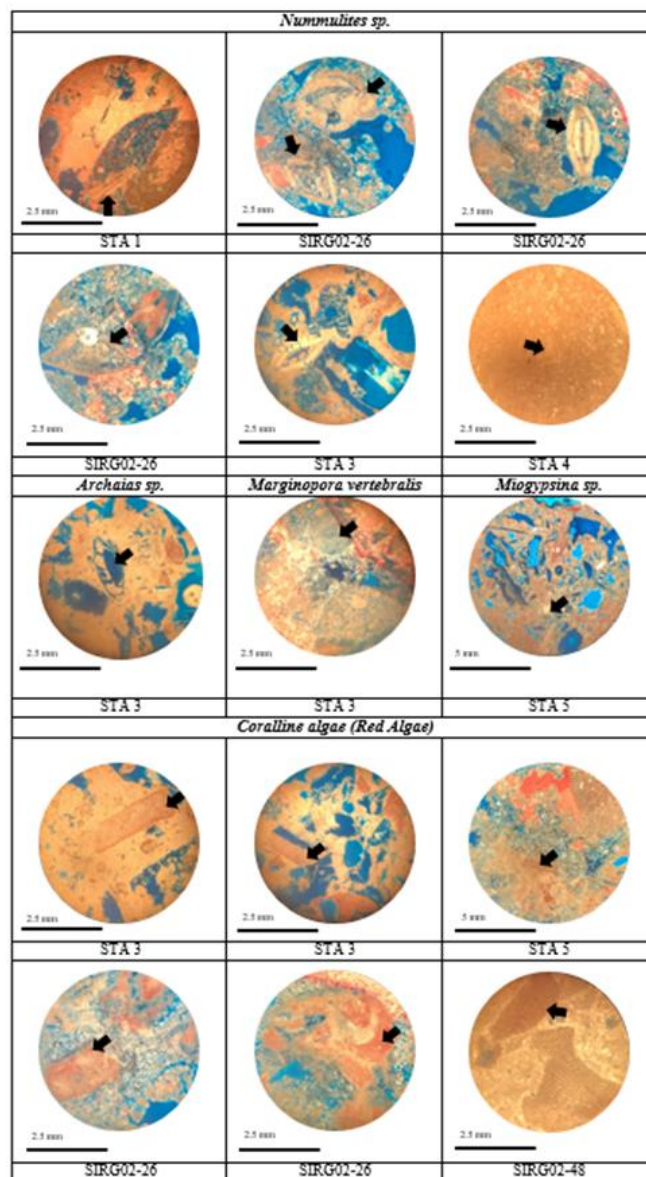 Nummulites sp.
2.5 mm 2.5 mm 2.5 mm
STA 1 SIRG02-26 SIRG02-26
2.5 mm 2.5 mm 2.5 mm
SIRG02-26 STA 3 STA 4
Archaias sp. Marginopora vertebralis Miogypsina sp.
2.5 mm 2.5 mm 5 mm
STA 3 STA 3 STA 5
Coralline algae (Red Algae)
2.5 mm 2.5 mm 5 mm
STA 3 STA 3 STA 5
2.5 mm 2.5 mm 2.5 mm
SIRG02-26 SIRG02-26 SIRG02-48